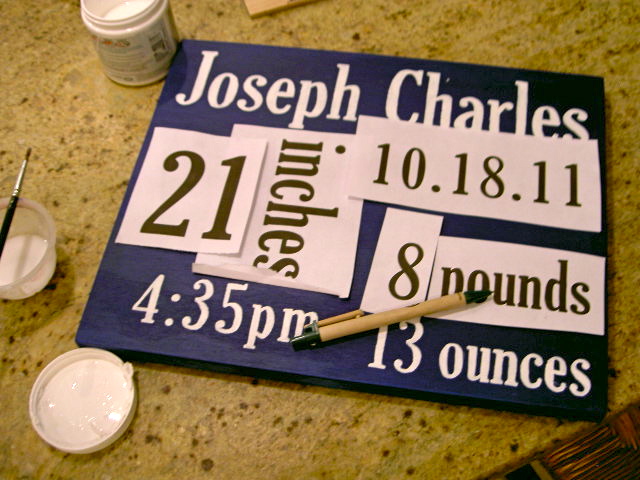 Joseph Charles
21 inches 10.18.11
8 pounds
4:35pm 13 ounces